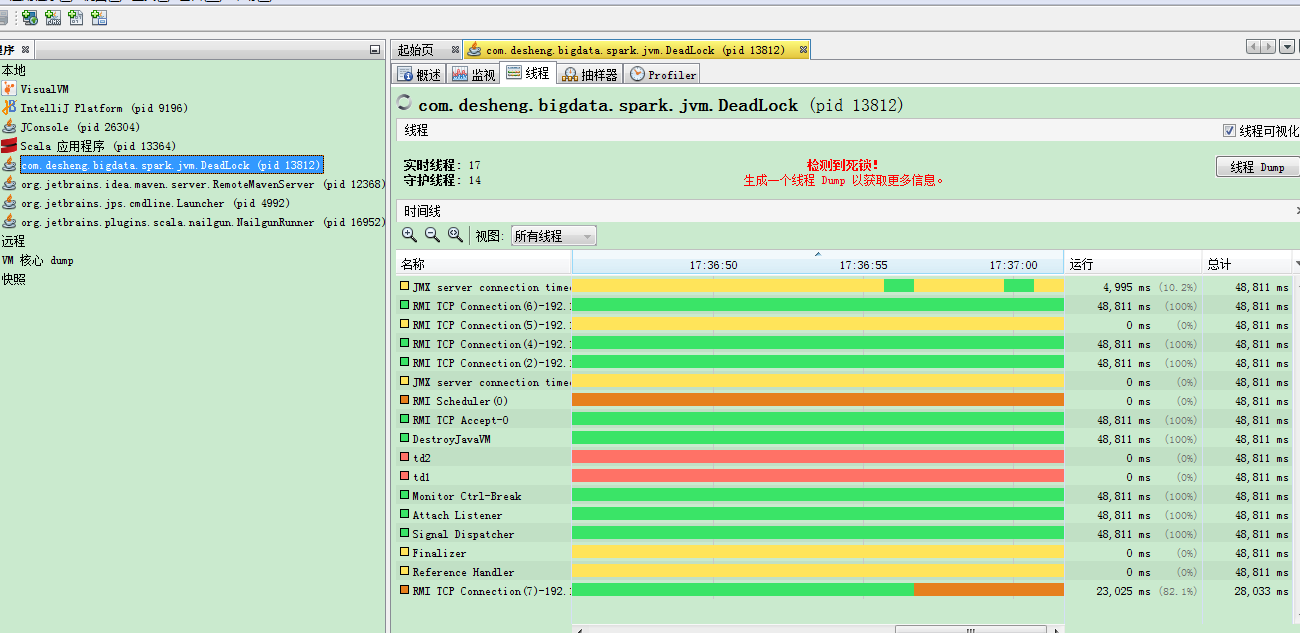 程序
本地
VisualVM
IntelliJ Platform (pid 9196)
JConsole (pid 26304)
Scala 应用程序 (pid 13364)
com.desheng.bigdata.spark.jvm.DeadLock (pid 13812)
org.jetbrains.idea.maven.server.RemoteMavenServer (pid 12368)
org.jetbrains.jps.cmdline.Launcher (pid 4992)
org.jetbrains.plugins.scala.nailgun.NailgunRunner (pid 16952)
远程
VM 核心 dump
快照
起始页 com.desheng.bigdata.spark.jvm.DeadLock (pid 13812)
概述 监视 线程 抽样器 Profiler
com.desheng.bigdata.spark.jvm.DeadLock (pid 13812)
线程 线程可视化
实时线程: 17 检测到死锁!
守护线程: 14 生成一个线程 Dump 以获取更多信息。
线程 Dump
时间线
视图: 所有线程
名称 17:36:50 17:36:55 17:37:00 运行 总计
JMX server connection time 4,995 ms (10.2%) 48,811 ms
RMI TCP Connection(6)-192. 48,811 ms (100%) 48,811 ms
RMI TCP Connection(5)-192. 0 ms (0%) 48,811 ms
RMI TCP Connection(4)-192. 48,811 ms (100%) 48,811 ms
RMI TCP Connection(2)-192. 48,811 ms (100%) 48,811 ms
JMX server connection time 0 ms (0%) 48,811 ms
RMI Scheduler(0) 0 ms (0%) 48,811 ms
RMI TCP Accept-0 48,811 ms (100%) 48,811 ms
DestroyJavaVM 48,811 ms (100%) 48,811 ms
td2 0 ms (0%) 48,811 ms
td1 0 ms (0%) 48,811 ms
Monitor Ctrl-Break 48,811 ms (100%) 48,811 ms
Attach Listener 48,811 ms (100%) 48,811 ms
Signal Dispatcher 48,811 ms (100%) 48,811 ms
Finalizer 0 ms (0%) 48,811 ms
Reference Handler 0 ms (0%) 48,811 ms
RMI TCP Connection(7)-192. 23,025 ms (82.1%) 28,033 ms